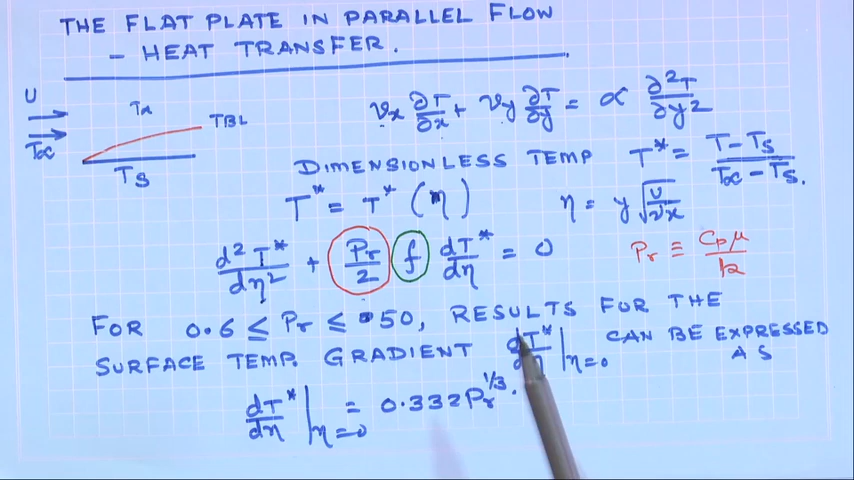 THE FLAT PLATE IN PARALLEL FLOW
- HEAT TRANSFER.
U
T∞
T∞
TBL
Ts
vx ∂T/∂x + vy ∂T/∂y = α ∂²T/∂y²
DIMENSIONLESS TEMP T* = (T - Ts)/(T∞ - Ts).
T* = T* (η) η = y √(U/νx)
d²T*/dη² + Pr/2 f dT*/dη = 0 Pr ≡ Cpμ/k
FOR 0.6 ≤ Pr ≤ 50, RESULTS FOR THE
SURFACE TEMP. GRADIENT dT*/dη|η=0 CAN BE EXPRESSED
AS
dT*/dη|η=0 = 0.332 Pr^1/3.